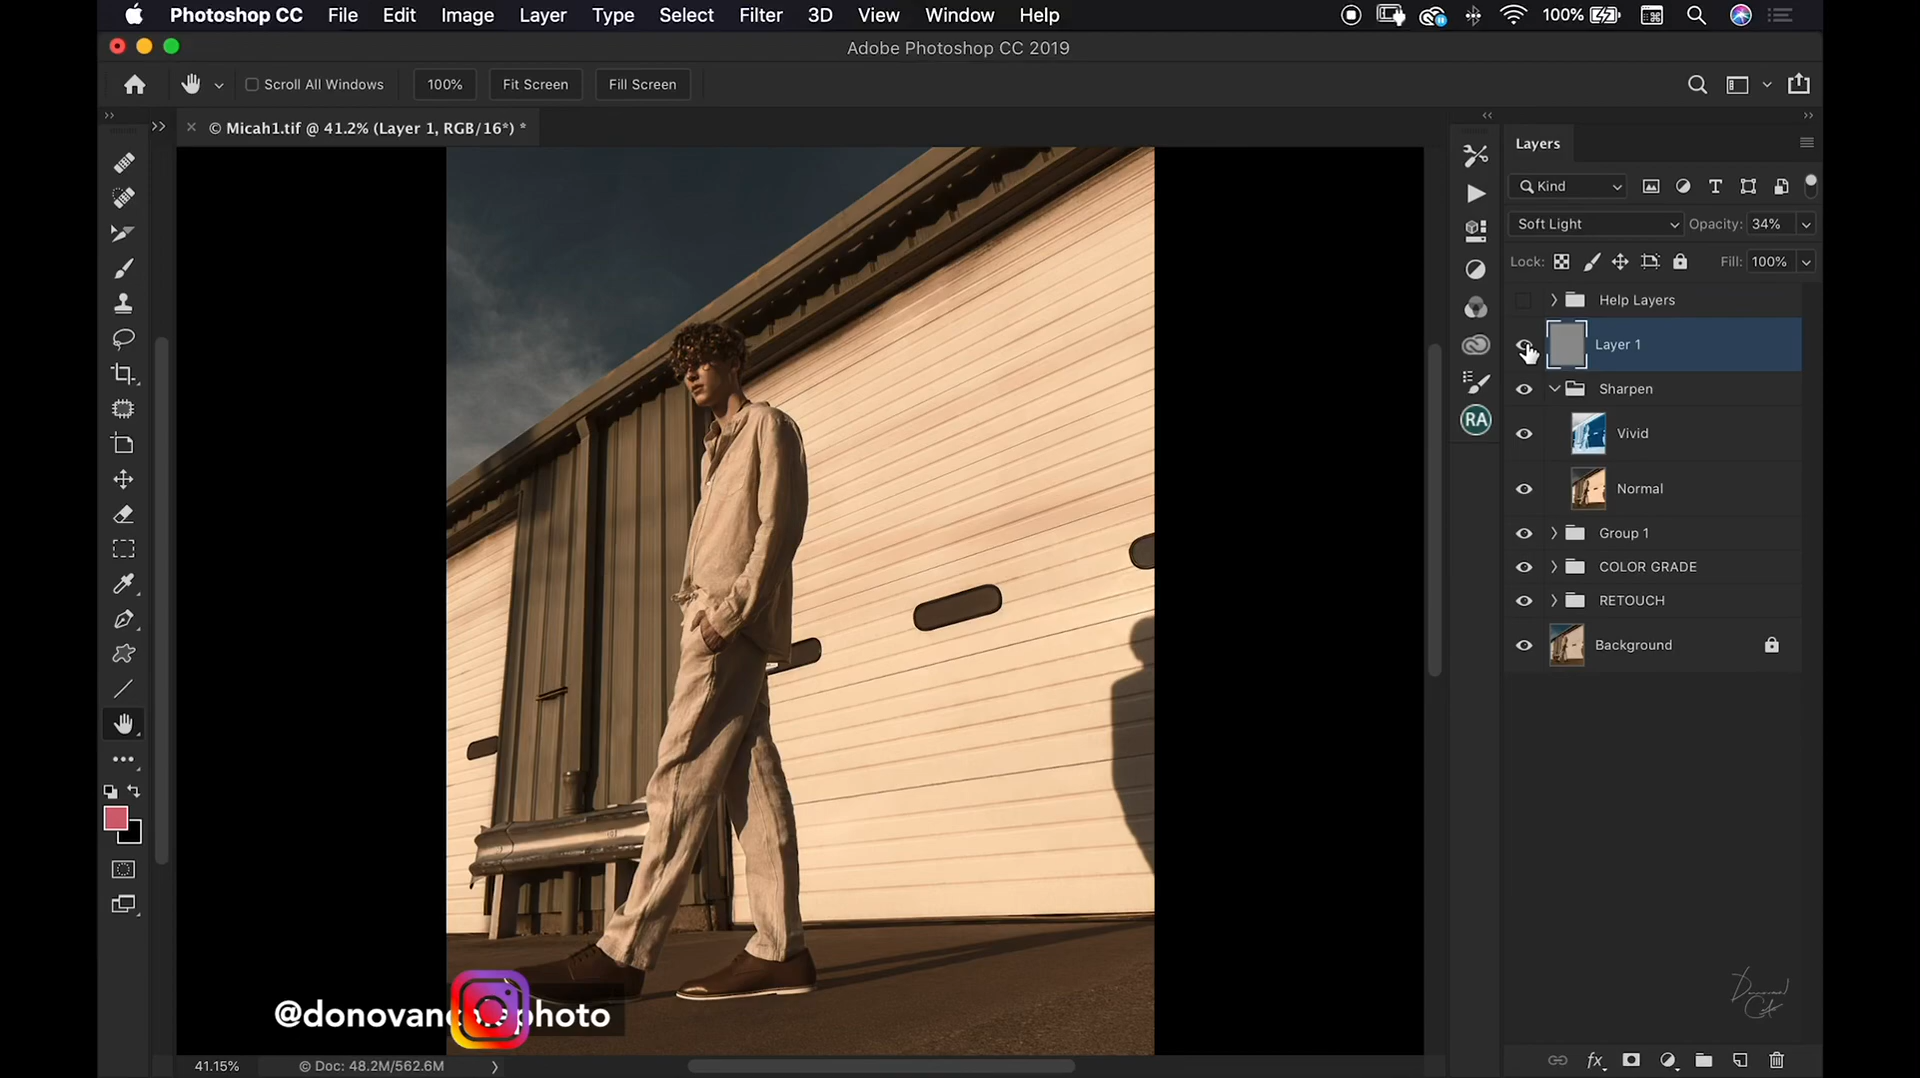 Photoshop CC File Edit Image Layer Type Select Filter 3D View Window Help 100%
Adobe Photoshop CC 2019
Scroll All Windows 100% Fit Screen Fill Screen
© Micah1.tif @ 41.2% (Layer 1, RGB/16*) *
Layers
Kind
Soft Light Opacity: 34%
Lock: Fill: 100%
Help Layers
Layer 1
Sharpen
RA
Vivid
Normal
Group 1
COLOR GRADE
RETOUCH
Background
photo
41.15% © Doc: 48.2M/562.6M